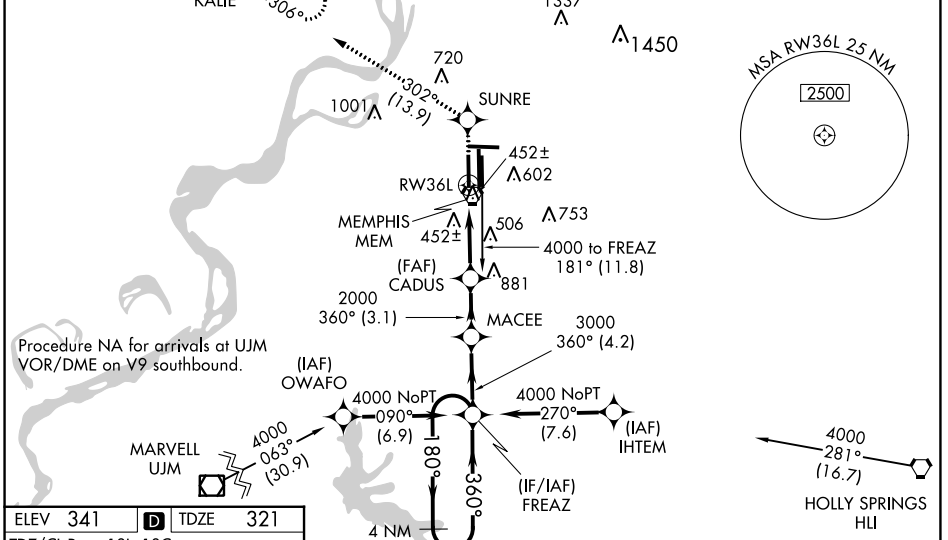 KALIE
306°
1337
1450
720
302°
(13.9)
1001
SUNRE
MSA RW36L 25 NM
2500
452±
602
RW36L
MEMPHIS
MEM
452±
506
753
4000 to FREAZ
181° (11.8)
(FAF)
CADUS
881
2000
360° (3.1)
MACEE
3000
360° (4.2)
Procedure NA for arrivals at UJM
VOR/DME on V9 southbound.
(IAF)
OWAFO
4000 NoPT
090°
(6.9)
4000 NoPT
270°
(7.6)
(IAF)
IHTEM
MARVELL
UJM
4000
063°
(30.9)
180°
360°
(IF/IAF)
FREAZ
4000
281°
(16.7)
HOLLY SPRINGS
HLI
4 NM
ELEV 341 D TDZE 321